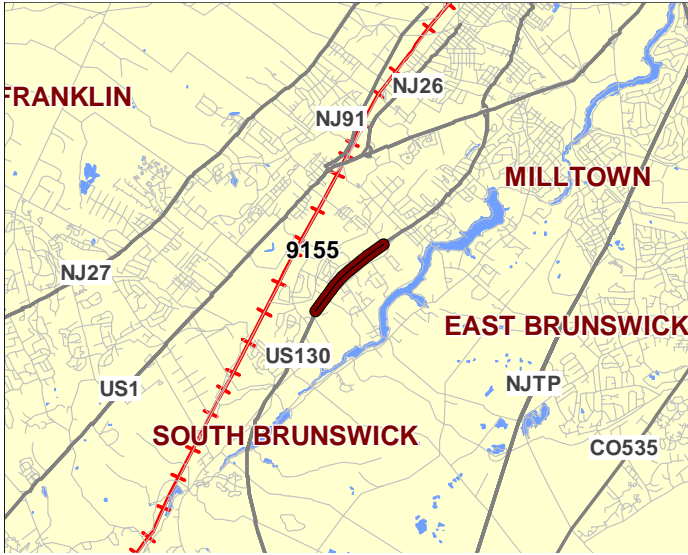 FRANKLIN
NJ26
NJ91
MILLTOWN
9155
NJ27
EAST BRUNSWICK
US130
US1
NJTP
SOUTH BRUNSWICK
CO535